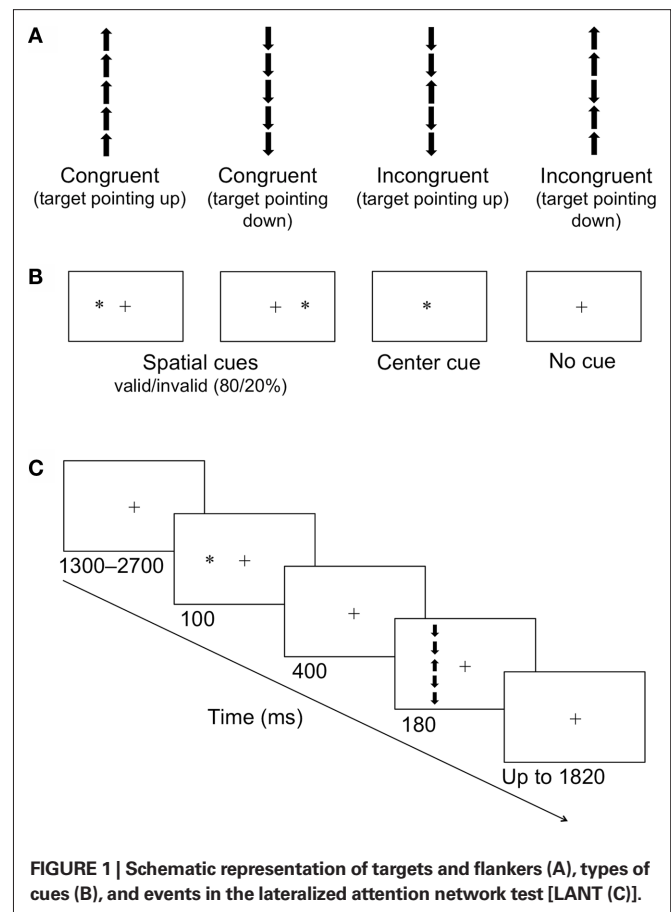 A
Congruent
(target pointing up)
Congruent
(target pointing
down)
Incongruent
(target pointing up)
Incongruent
(target pointing
down)
B
* +
+ *
*
+
Spatial cues
valid/invalid (80/20%)
Center cue
No cue
C
+
1300–2700
* +
100
+
400
+
180
+
Up to 1820
Time (ms)
FIGURE 1 | Schematic representation of targets and flankers (A), types of
cues (B), and events in the lateralized attention network test [LANT (C)].